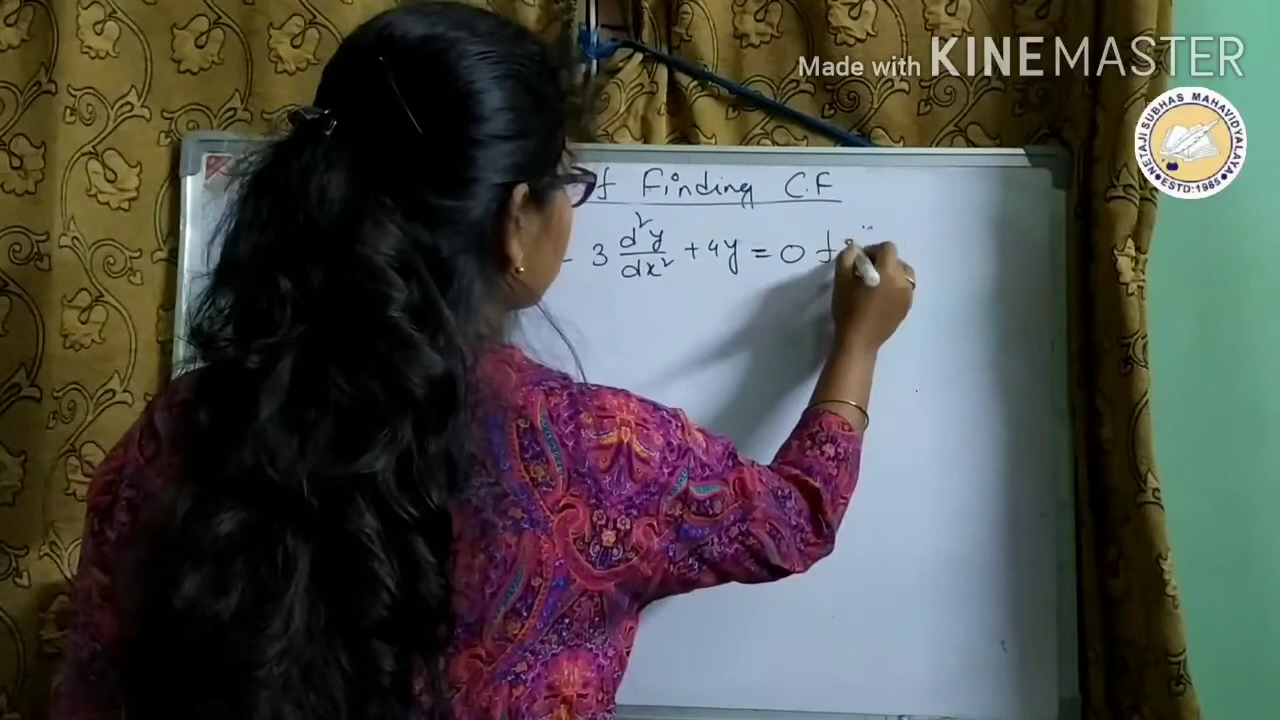 Made with KINEMASTER
NETAJI SUBHAS MAHAVIDYALAYA
ESTD: 1985
f Finding C.F
- 3 d²y/dx² + 4y = 0